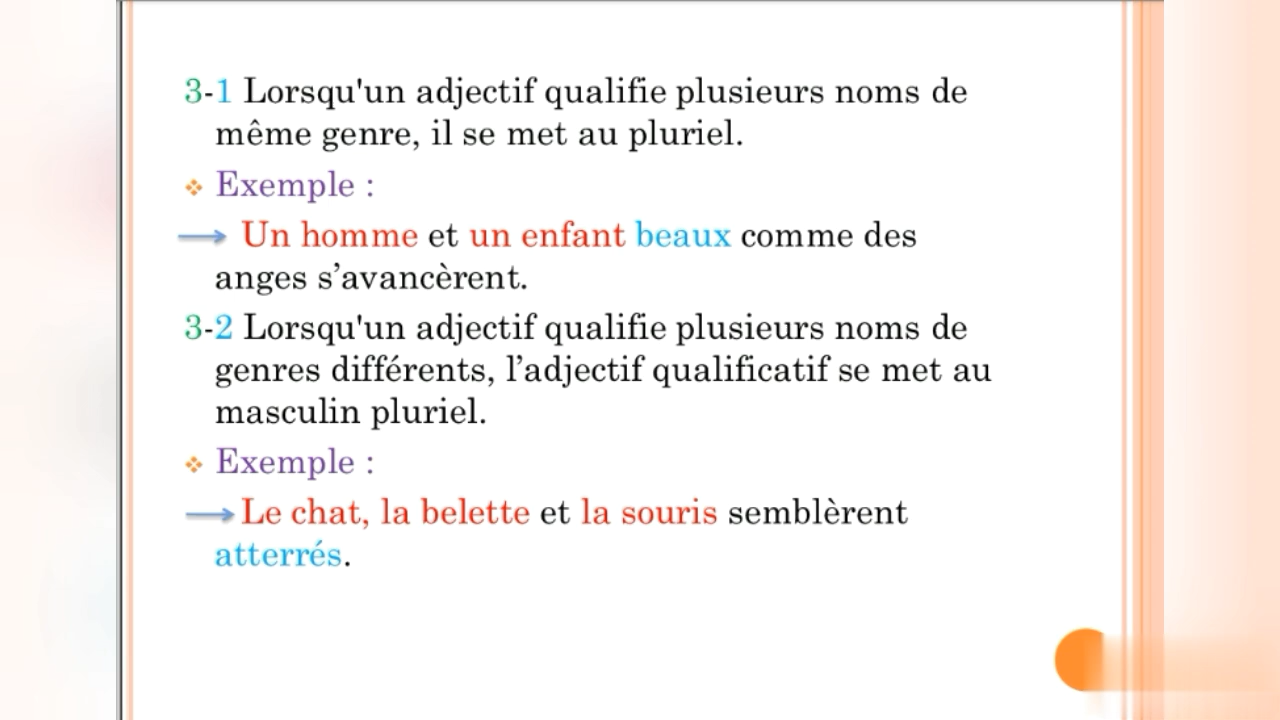 3-1 Lorsqu'un adjectif qualifie plusieurs noms de
même genre, il se met au pluriel.
Exemple :
Un homme et un enfant beaux comme des
anges s’avancèrent.
3-2 Lorsqu'un adjectif qualifie plusieurs noms de
genres différents, l’adjectif qualificatif se met au
masculin pluriel.
Exemple :
Le chat, la belette et la souris semblèrent
atterrés.